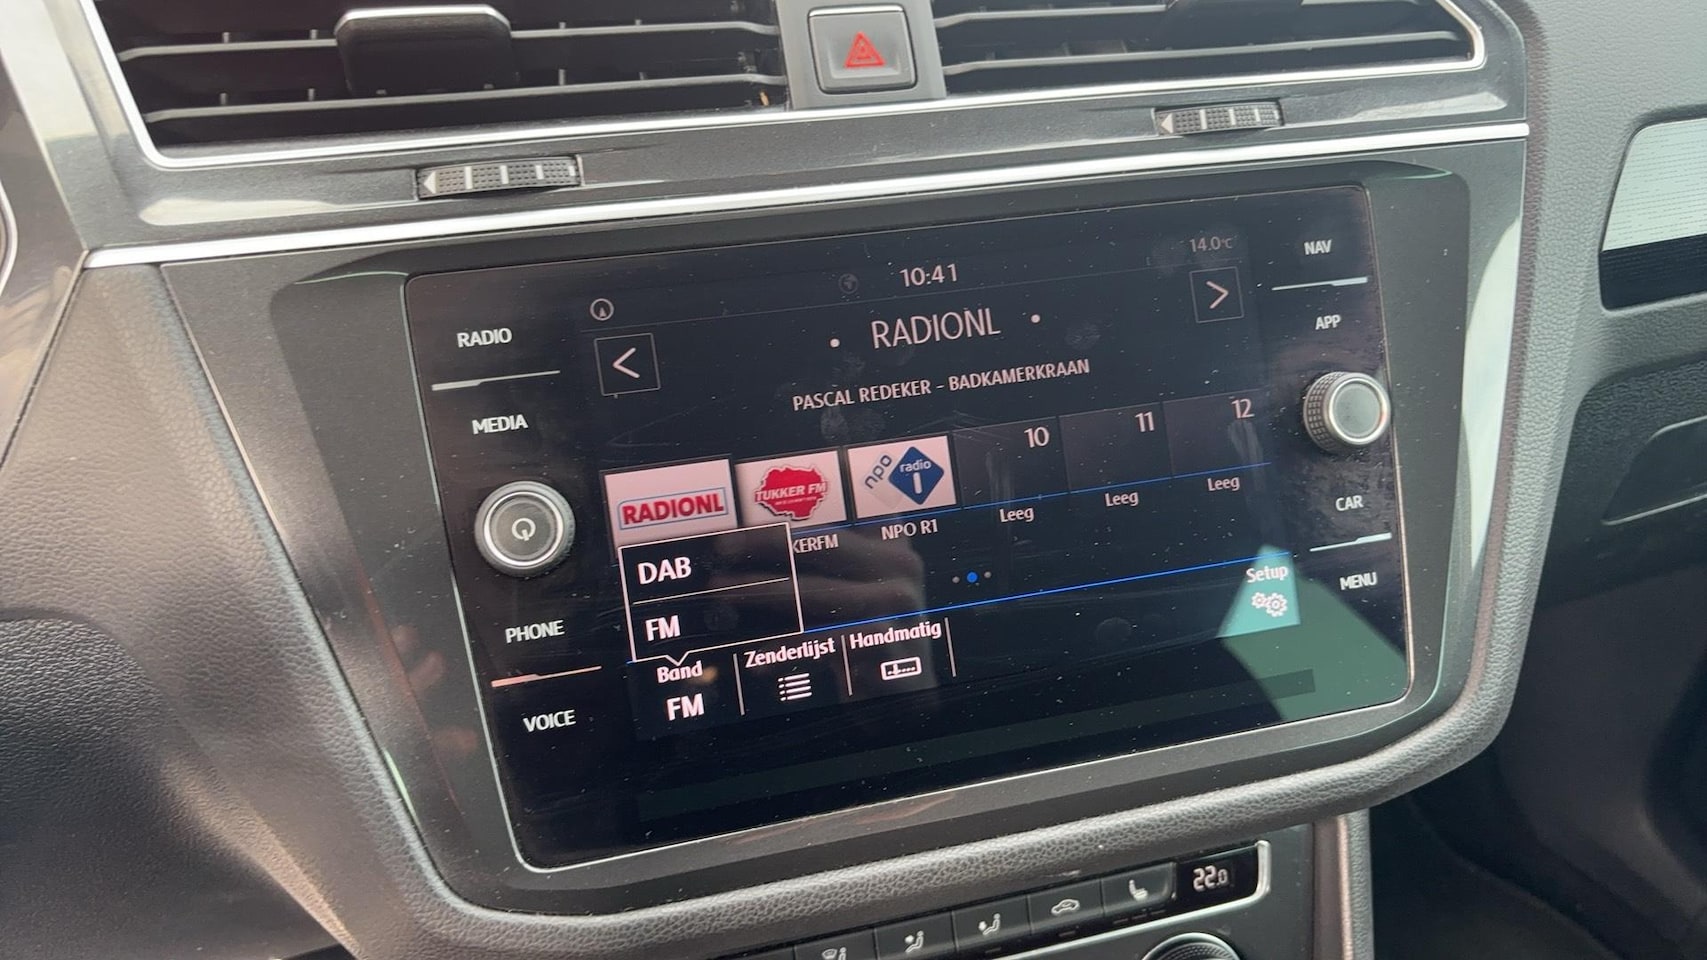 10:41
14.0°C
RADIO
MEDIA
PHONE
VOICE
NAV
APP
CAR
MENU
• RADIONL •
PASCAL REDEKER - BADKAMERKRAAN
RADIONL
TUKKER FM
npo radio 1
10
11
12
KERFM
NPO R1
Leeg
Leeg
Leeg
DAB
FM
Band
FM
Zenderlijst
Handmatig
Setup
22.0